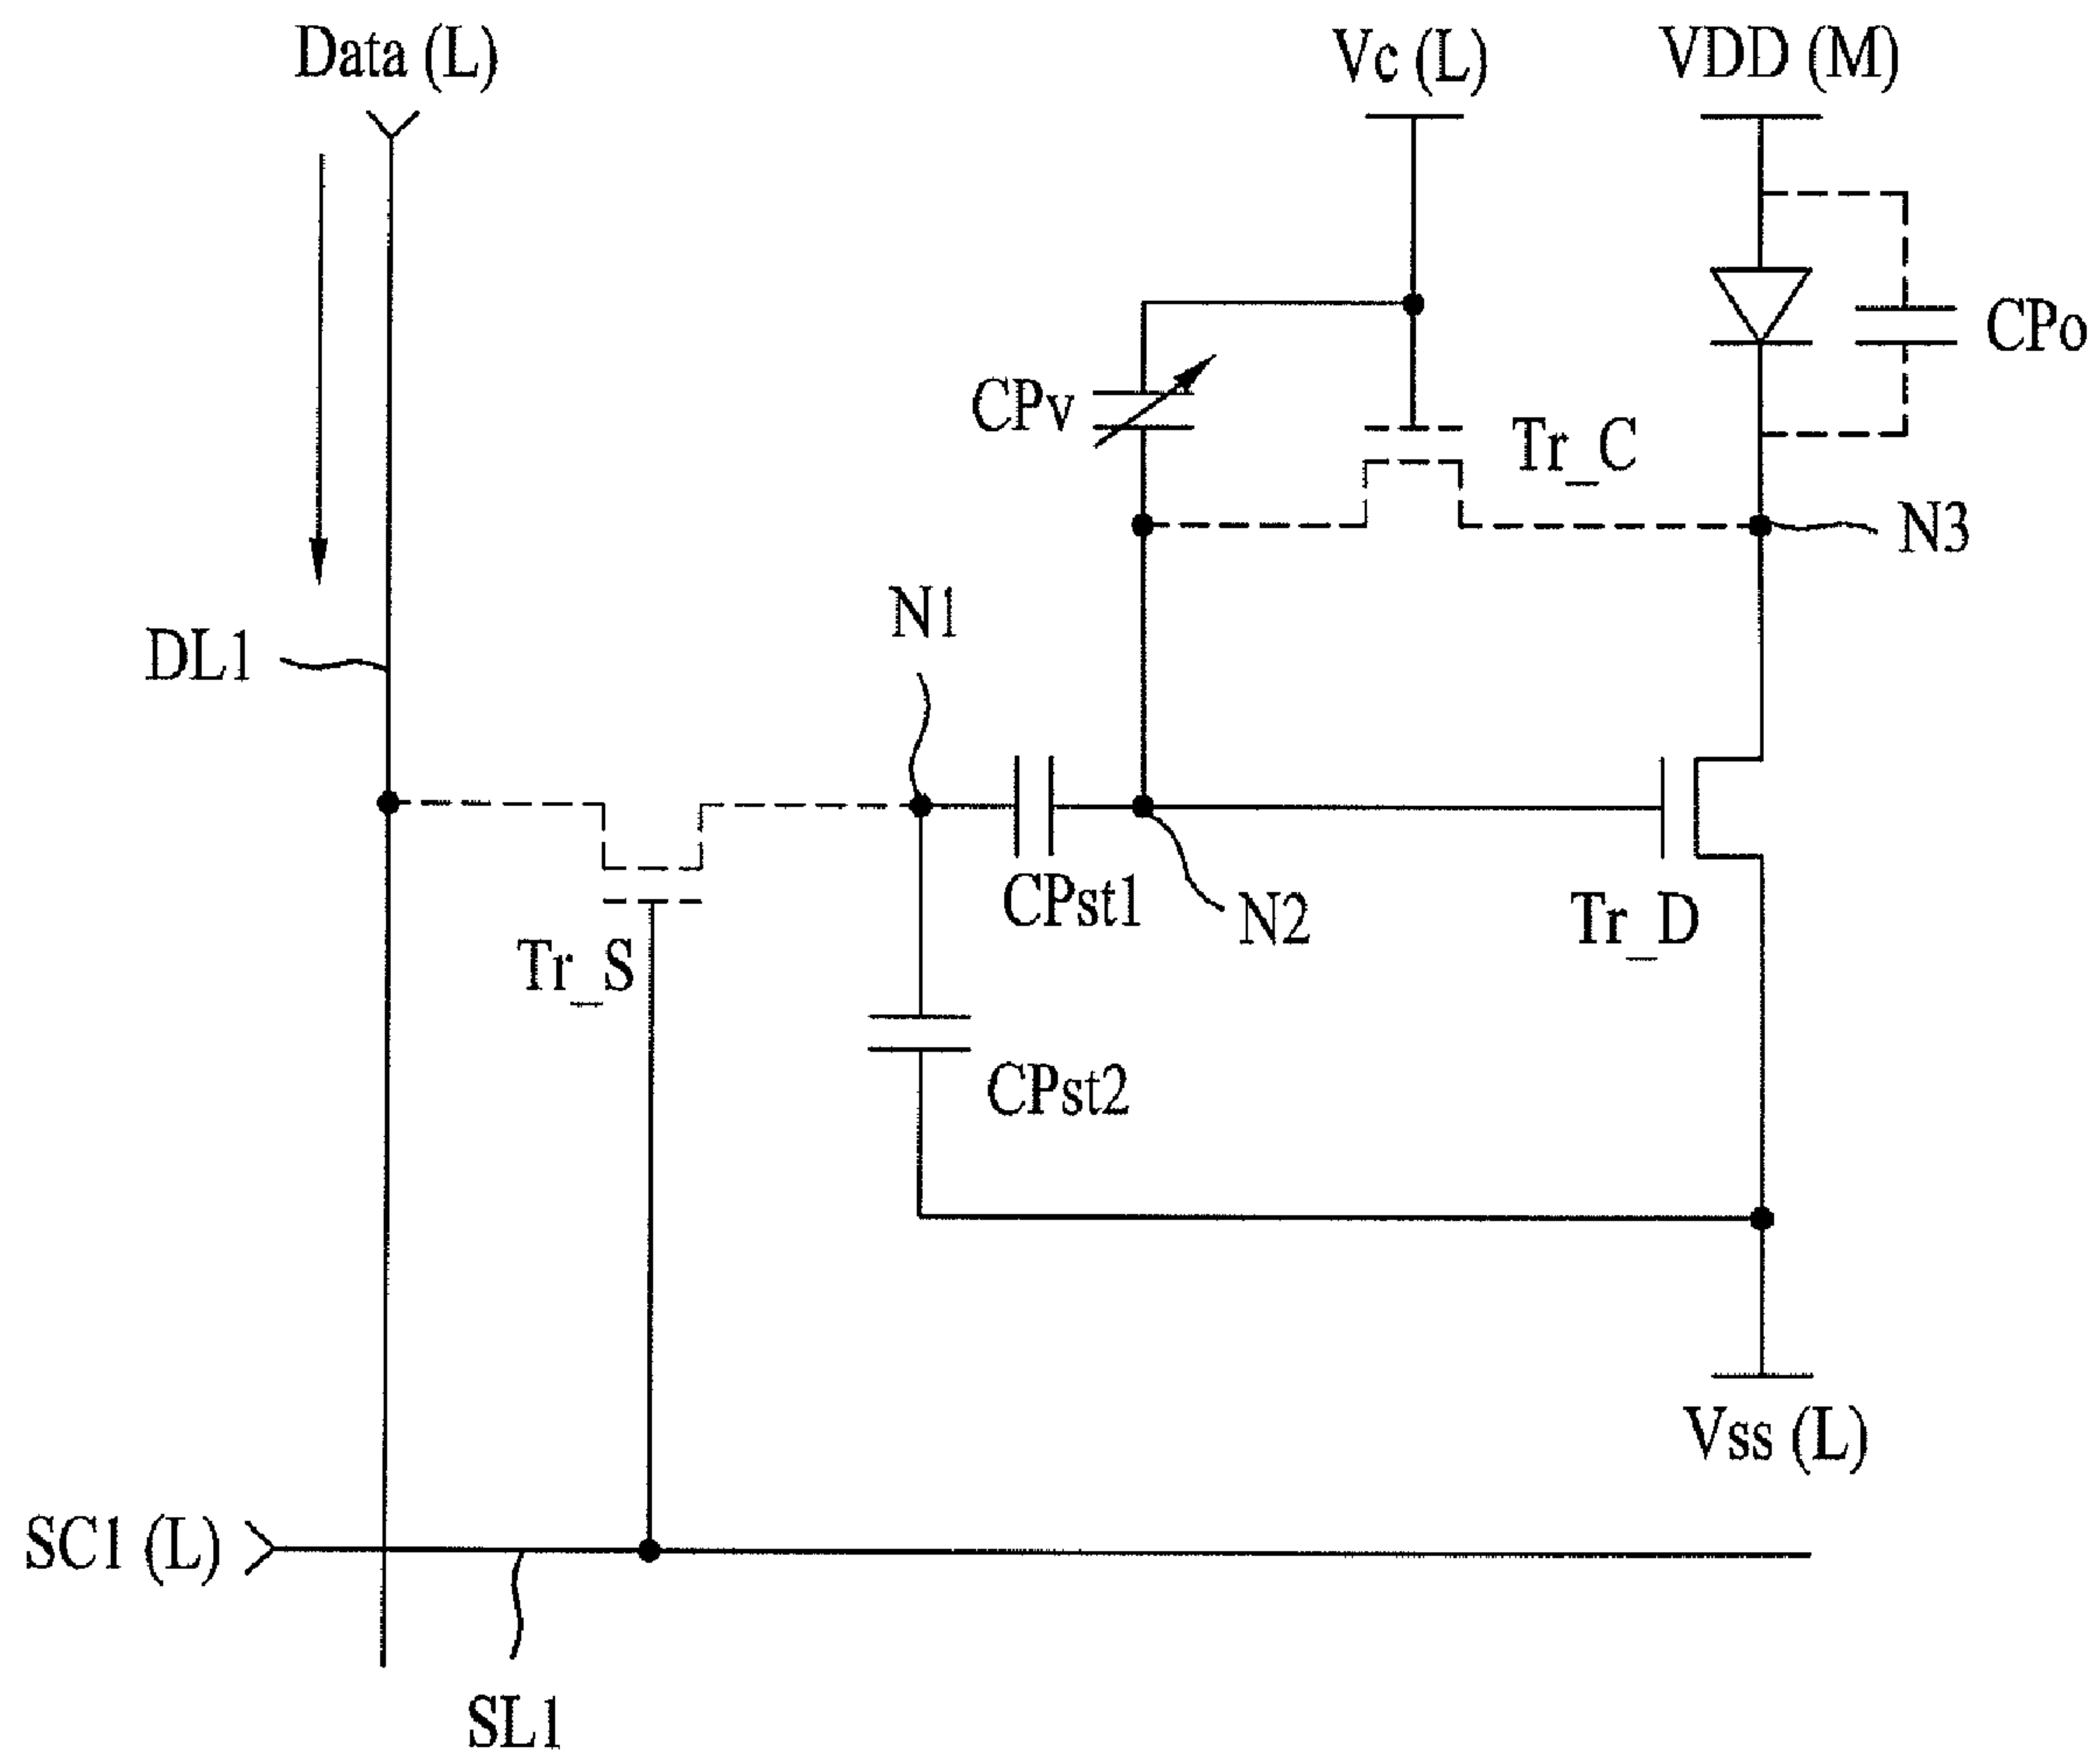 Data (L)
Vc (L)
VDD (M)
CPo
CPv
Tr_C
N3
N1
DL1
CPst1
N2
Tr_D
Tr_S
CPst2
Vss (L)
SC1 (L)
SL1